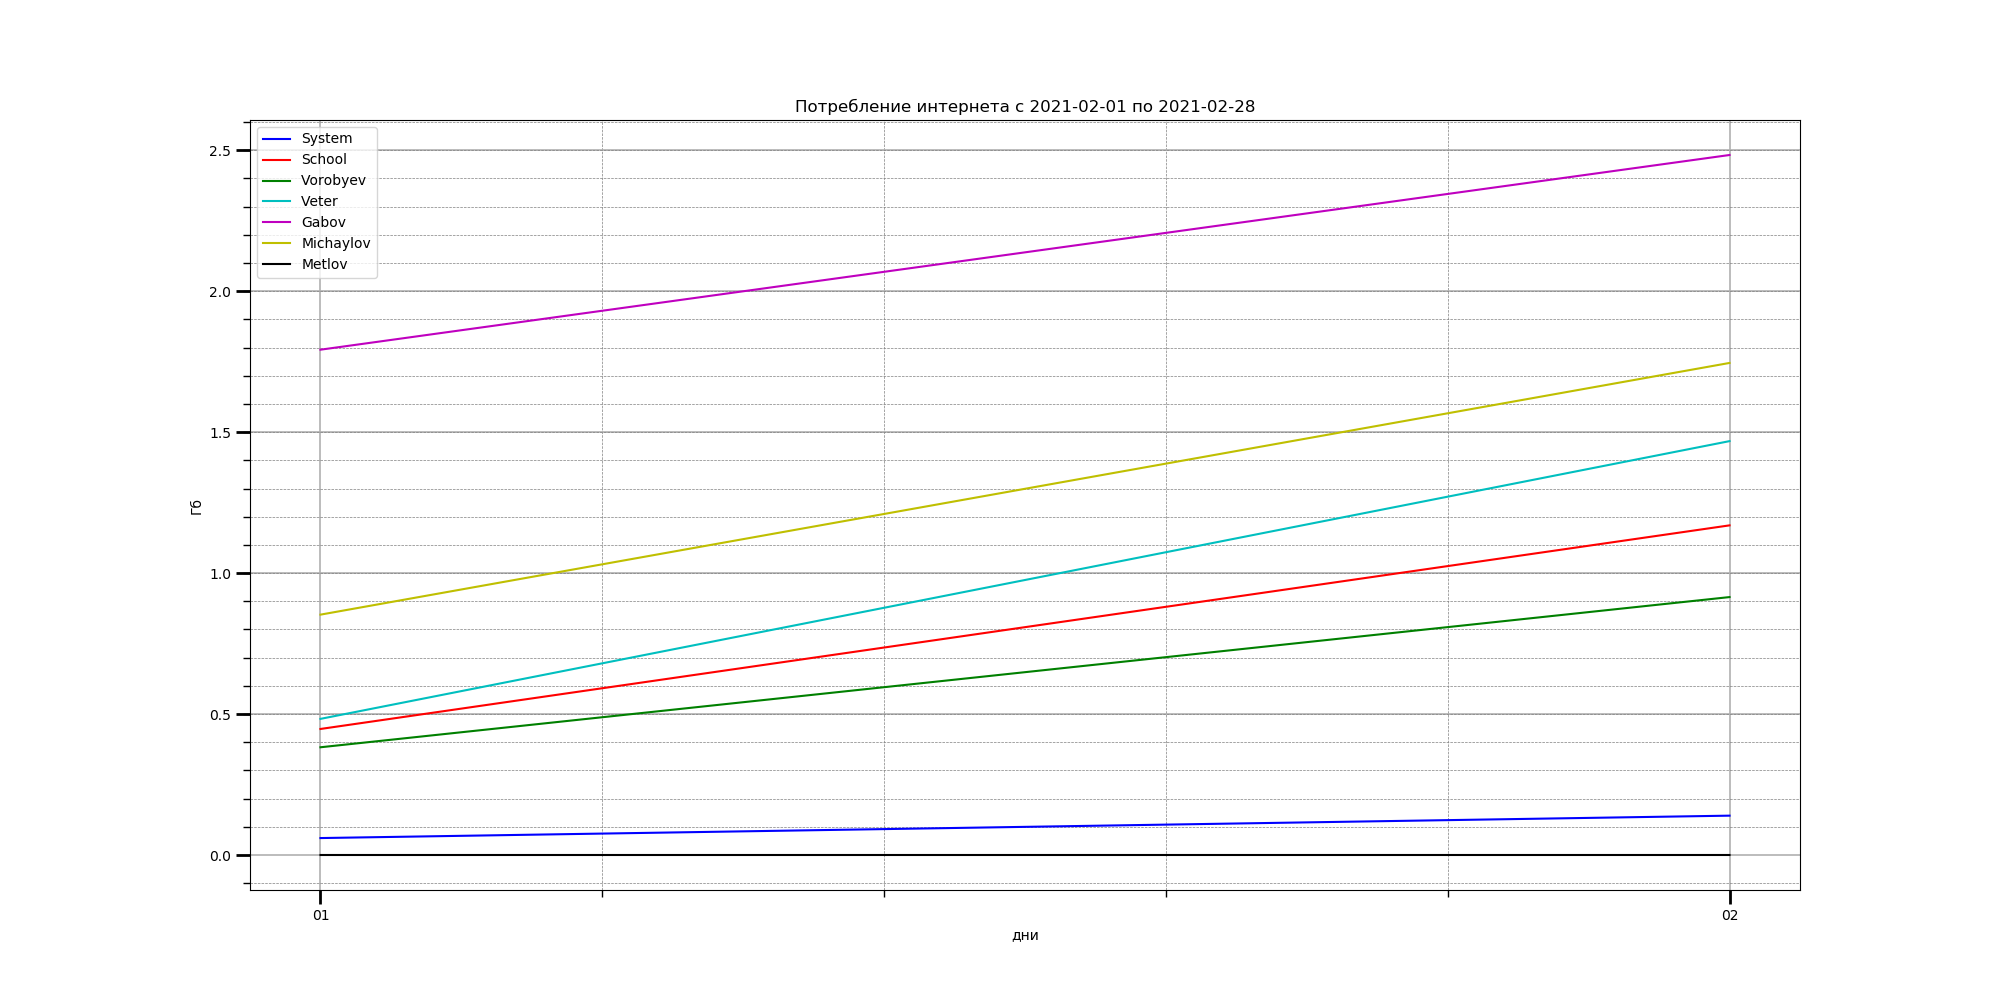 Потребление интернета с 2021-02-01 по 2021-02-28
System
School
Vorobyev
Veter
Gabov
Michaylov
Metlov
2.5
2.0
1.5
1.0
0.5
0.0
Гб
01
02
дни